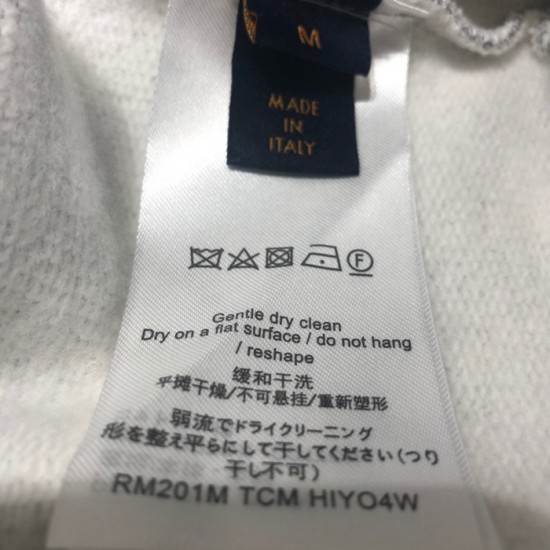 M
MADE
IN
ITALY
F
Gentle dry clean
Dry on a flat surface / do not hang
/ reshape
缓和干洗
平摊干燥/不可悬挂/重新塑形
弱流でドライクリーニング
形を整え平らにして干してください(つり
干し不可)
RM201M TCM HIYO4W